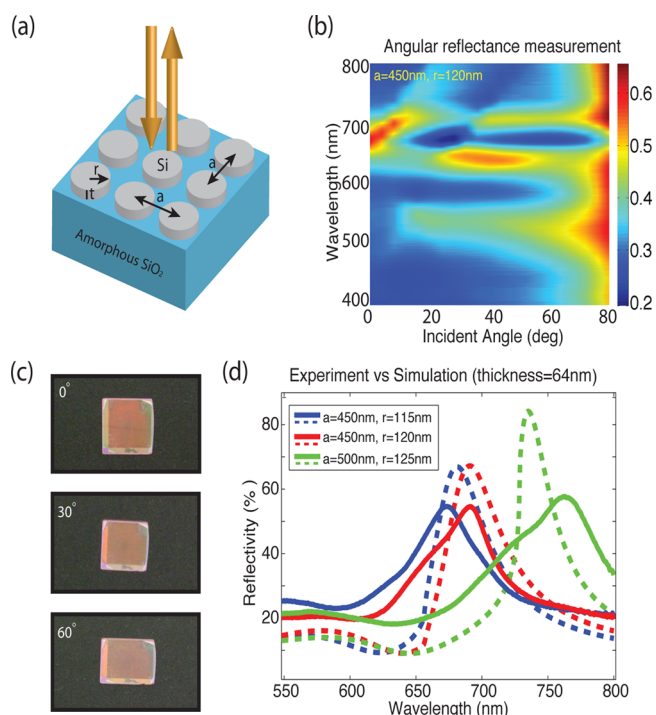 (a)
r
t
Si
a
a
Amorphous SiO₂
(b)
Angular reflectance measurement
a=450nm, r=120nm
Wavelength (nm)
800
700
600
500
400
0 20 40 60 80
Incident Angle (deg)
0.6
0.5
0.4
0.3
0.2
(c)
0°
30°
60°
(d)
Experiment vs Simulation (thickness=64nm)
a=450nm, r=115nm
a=450nm, r=120nm
a=500nm, r=125nm
Reflectivity (%)
80
60
40
20
550 600 650 700 750 800
Wavelength (nm)